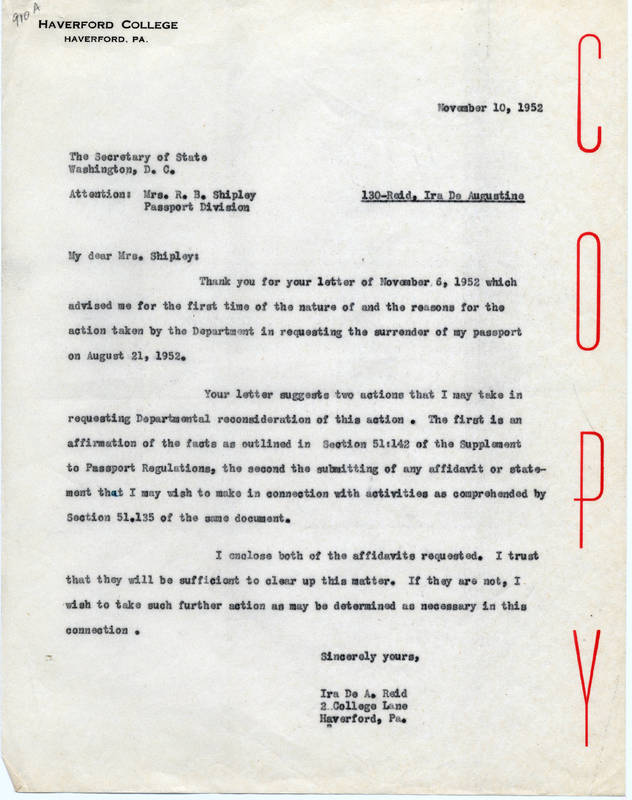 910 A
HAVERFORD COLLEGE
HAVERFORD, PA.
November 10, 1952
The Secretary of State
Washington, D. C.
Attention: Mrs. R. B. Shipley
Passport Division
130-Reid, Ira De Augustine
My dear Mrs. Shipley:
Thank you for your letter of November 6, 1952 which
advised me for the first time of the nature of and the reasons for the
action taken by the Department in requesting the surrender of my passport
on August 21, 1952.
Your letter suggests two actions that I may take in
requesting Departmental reconsideration of this action . The first is an
affirmation of the facts as outlined in Section 51:142 of the Supplement
to Passport Regulations, the second the submitting of any affidavit or state-
ment that I may wish to make in connection with activities as comprehended by
Section 51.135 of the same document.
I enclose both of the affidavits requested. I trust
that they will be sufficient to clear up this matter. If they are not, I
wish to take such further action as may be determined as necessary in this
connection .
Sincerely yours,
Ira De A. Reid
2 College Lane
Haverford, Pa.
COPY